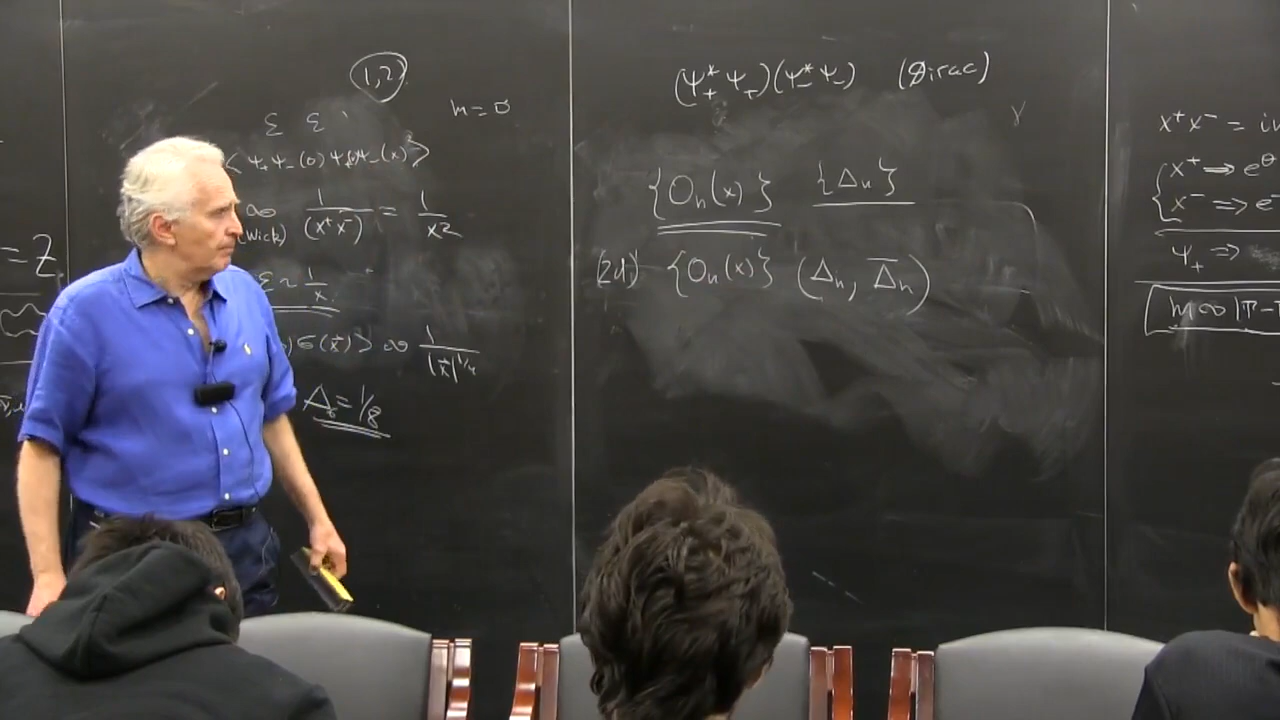 = Z
(1,2)
m=0
ε ε
<ψ₊ψ₋(0)ψ₊ψ₋(x)>
∞ 1/(x⁺x⁻) = 1/x²
(Wick)
ε ~ 1/x
σ(x)> ∞ 1/|x|^1/4
Δ = 1/8
(ψ₊*ψ₊)(ψ₋*ψ₋) (Dirac)
γ
{Oₙ(x)} {Δₙ}
(2d) {Oₙ(x)} (Δₙ, Δ̄ₙ)
x⁺x⁻ =
x⁺ => e^θ
x⁻ => e⁻
ψ₊ =>
m ∞ |T-T